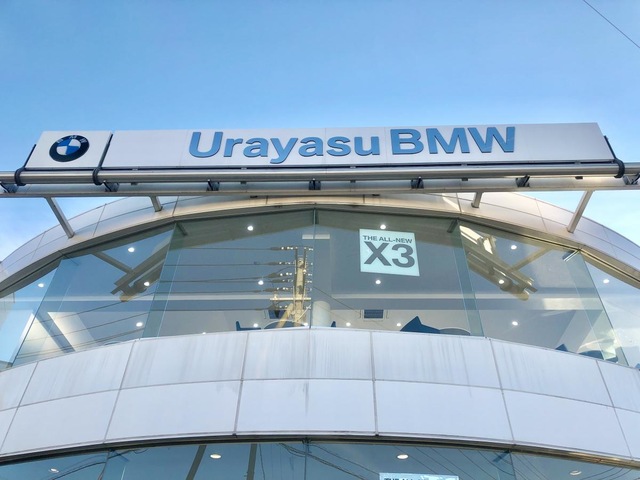 Urayasu BMW
THE ALL-NEW
X3